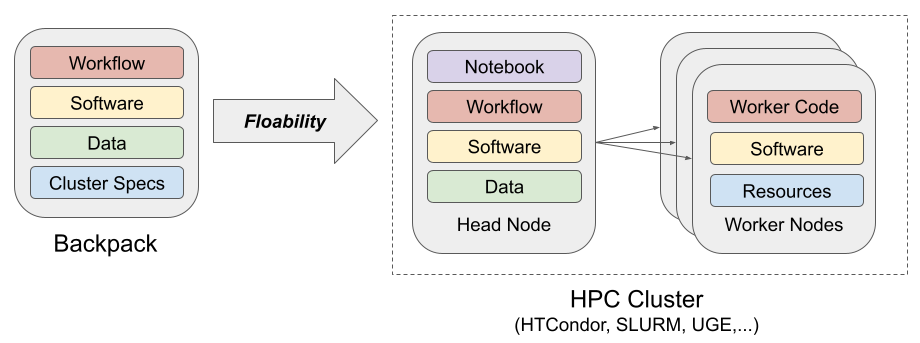 Workflow
Software
Data
Cluster Specs
Backpack
Floability
Notebook
Workflow
Software
Data
Head Node
Worker Code
Software
Resources
Worker Nodes
HPC Cluster
(HTCondor, SLURM, UGE,...)